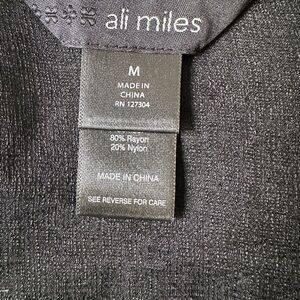 ali miles
M
MADE IN
CHINA
RN 127304
80% Rayon
20% Nylon
MADE IN CHINA
SEE REVERSE FOR CARE